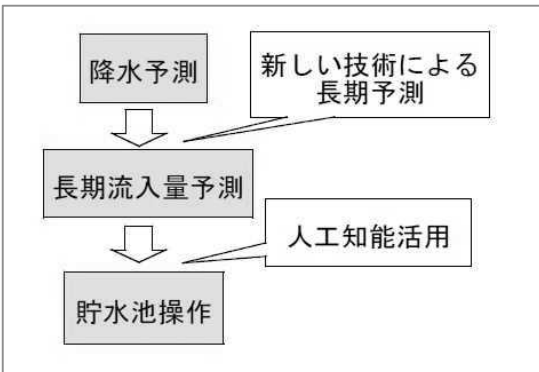 降水予測
新しい技術による
長期予測
長期流入量予測
人工知能活用
貯水池操作